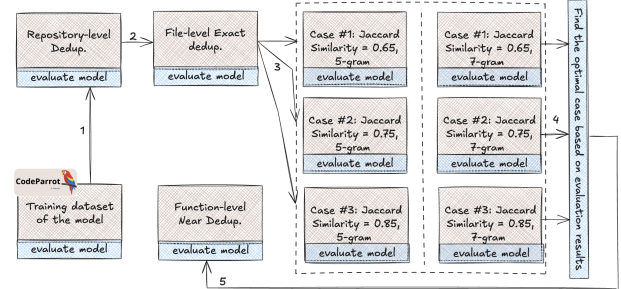 Repository-level
Dedup.
evaluate model
2
File-level Exact
dedup.
evaluate model
3
Case #1: Jaccard
Similarity = 0.65,
5-gram
evaluate model
Case #1: Jaccard
Similarity = 0.65,
7-gram
evaluate model
Case #2: Jaccard
Similarity = 0.75,
5-gram
evaluate model
Case #2: Jaccard
Similarity = 0.75,
7-gram
evaluate model
Case #3: Jaccard
Similarity = 0.85,
5-gram
evaluate model
Case #3: Jaccard
Similarity = 0.85,
7-gram
evaluate model
4
Find the optimal case based on evaluation results
1
CodeParrot
Training dataset
of the model
evaluate model
Function-level
Near Dedup.
evaluate model
5